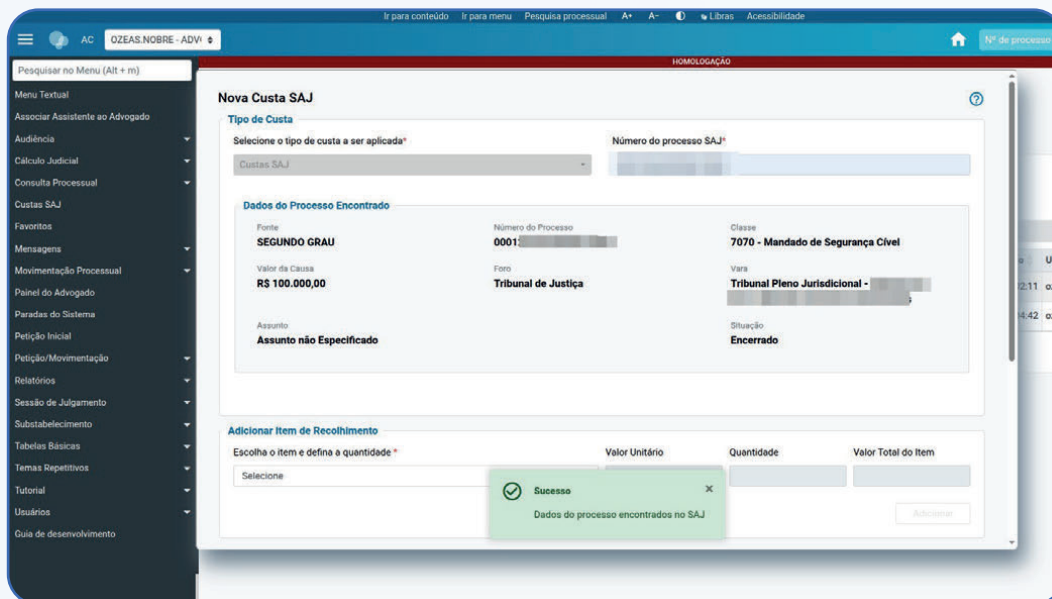 Ir para conteúdo Ir para menu Pesquisa processual A+ A- Libras Acessibilidade
AC OZEAS.NOBRE - ADV Nº de processo
HOMOLOGAÇÃO
Pesquisar no Menu (Alt + m)
Menu Textual
Associar Assistente ao Advogado
Audiência
Cálculo Judicial
Consulta Processual
Custas SAJ
Favoritos
Mensagens
Movimentação Processual
Painel do Advogado
Paradas do Sistema
Petição Inicial
Petição/Movimentação
Relatórios
Sessão de Julgamento
Substabelecimento
Tabelas Básicas
Temas Repetitivos
Tutorial
Usuários
Guia de desenvolvimento
Nova Custa SAJ
Tipo de Custa
Selecione o tipo de custa a ser aplicada* Número do processo SAJ*
Custas SAJ
Dados do Processo Encontrado
Fonte Número do Processo Classe
SEGUNDO GRAU 0001 7070 - Mandado de Segurança Cível
Valor da Causa Foro Vara
R$ 100.000,00 Tribunal de Justiça Tribunal Pleno Jurisdicional -
Assunto Situação
Assunto não Especificado Encerrado
Adicionar Item de Recolhimento
Escolha o item e defina a quantidade * Valor Unitário Quantidade Valor Total do Item
Selecione
Sucesso
Dados do processo encontrados no SAJ
Adicionar